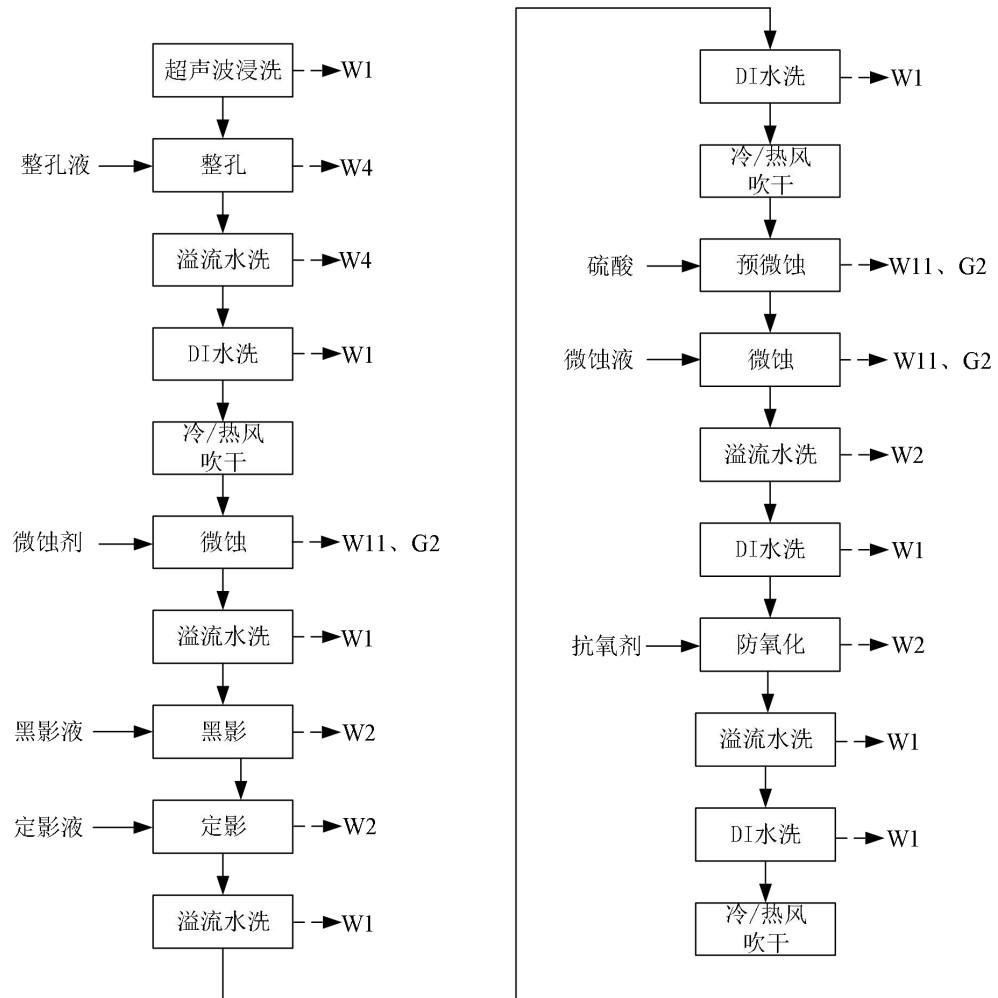 超声波浸洗
W1
整孔液
整孔
W4
溢流水洗
W4
DI水洗
W1
冷/热风
吹干
微蚀剂
微蚀
W11、G2
溢流水洗
W1
黑影液
黑影
W2
定影液
定影
W2
溢流水洗
W1
DI水洗
W1
冷/热风
吹干
硫酸
预微蚀
W11、G2
微蚀液
微蚀
W11、G2
溢流水洗
W2
DI水洗
W1
抗氧剂
防氧化
W2
溢流水洗
W1
DI水洗
W1
冷/热风
吹干